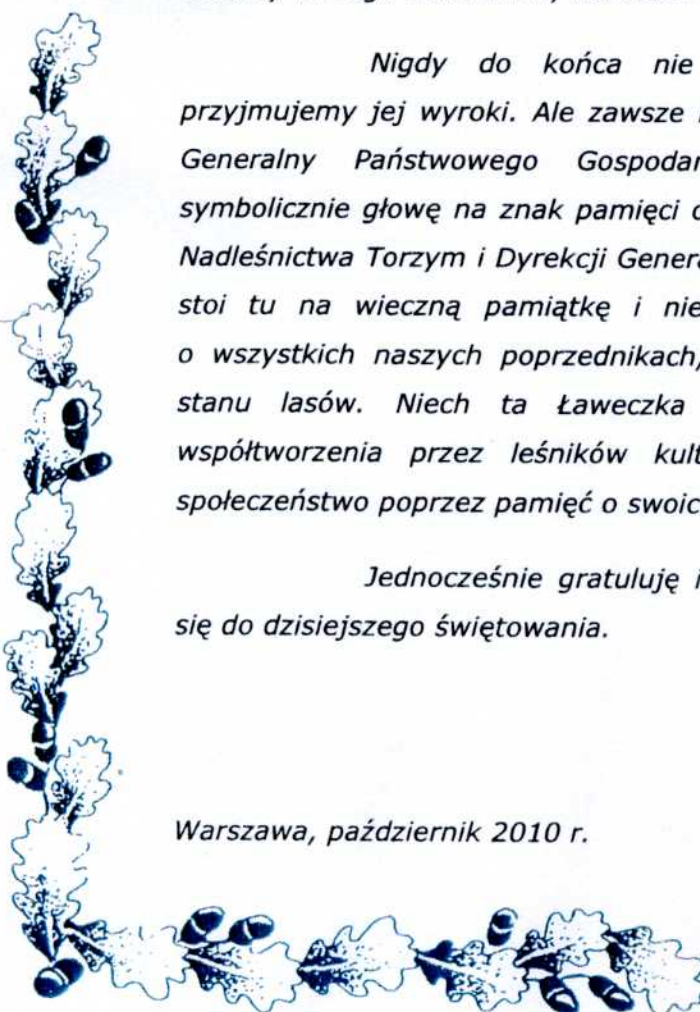 Nigdy do końca nie
przyjmujemy jej wyroki. Ale zawsze
Generalny Państwowego Gospodar
symbolicznie głowę na znak pamięci
Nadleśnictwa Torzym i Dyrekcji Genera
stoi tu na wieczną pamiątkę i nie
o wszystkich naszych poprzednikach,
stanu lasów. Niech ta Ławeczka
współtworzenia przez leśników kult
społeczeństwo poprzez pamięć o swoic
Jednocześnie gratuluję i
się do dzisiejszego świętowania.
Warszawa, październik 2010 r.